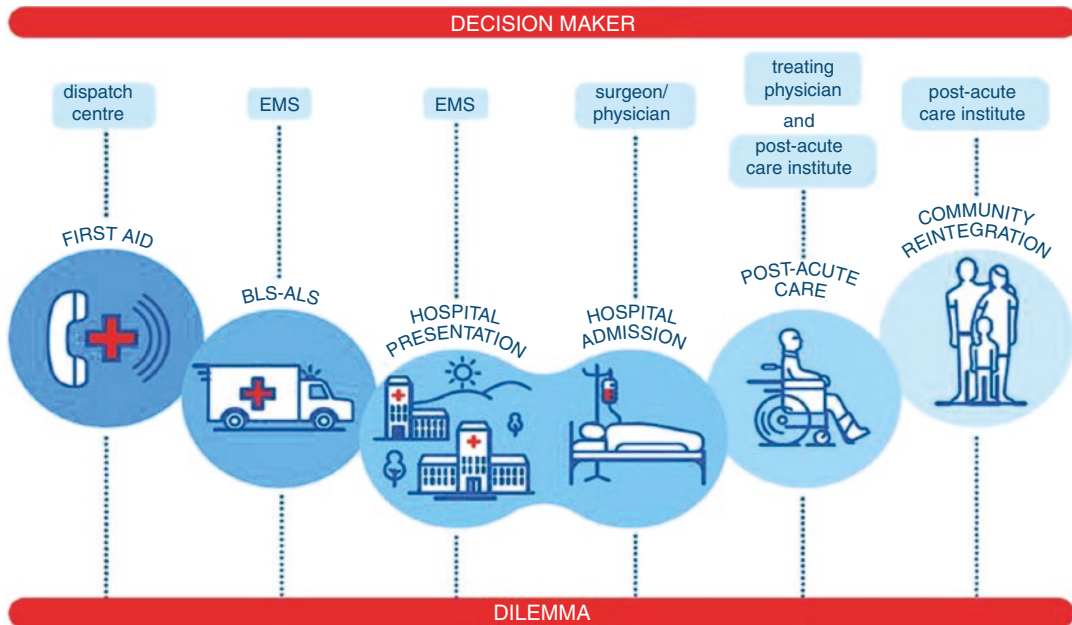 DECISION MAKER
dispatch
centre
EMS
EMS
surgeon/
physician
treating
physician
and
post-acute
care institute
post-acute
care institute
FIRST AID
BLS-ALS
HOSPITAL
PRESENTATION
HOSPITAL
ADMISSION
POST-ACUTE
CARE
COMMUNITY
REINTEGRATION
DILEMMA